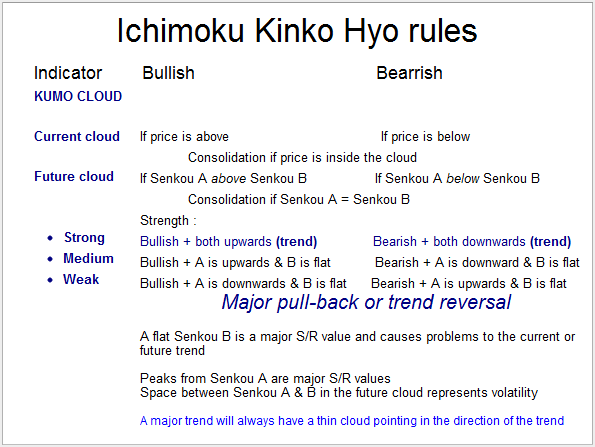 Ichimoku Kinko Hyo rules
Indicator Bullish Bearrish
KUMO CLOUD
Current cloud If price is above If price is below
Consolidation if price is inside the cloud
Future cloud If Senkou A above Senkou B If Senkou A below Senkou B
Consolidation if Senkou A = Senkou B
Strength :
• Strong Bullish + both upwards (trend) Bearish + both downwards (trend)
• Medium Bullish + A is upwards & B is flat Bearish + A is downward & B is flat
• Weak Bullish + A is downwards & B is flat Bearish + A is upwards & B is flat
Major pull-back or trend reversal
A flat Senkou B is a major S/R value and causes problems to the current or
future trend
Peaks from Senkou A are major S/R values
Space between Senkou A & B in the future cloud represents volatility
A major trend will always have a thin cloud pointing in the direction of the trend